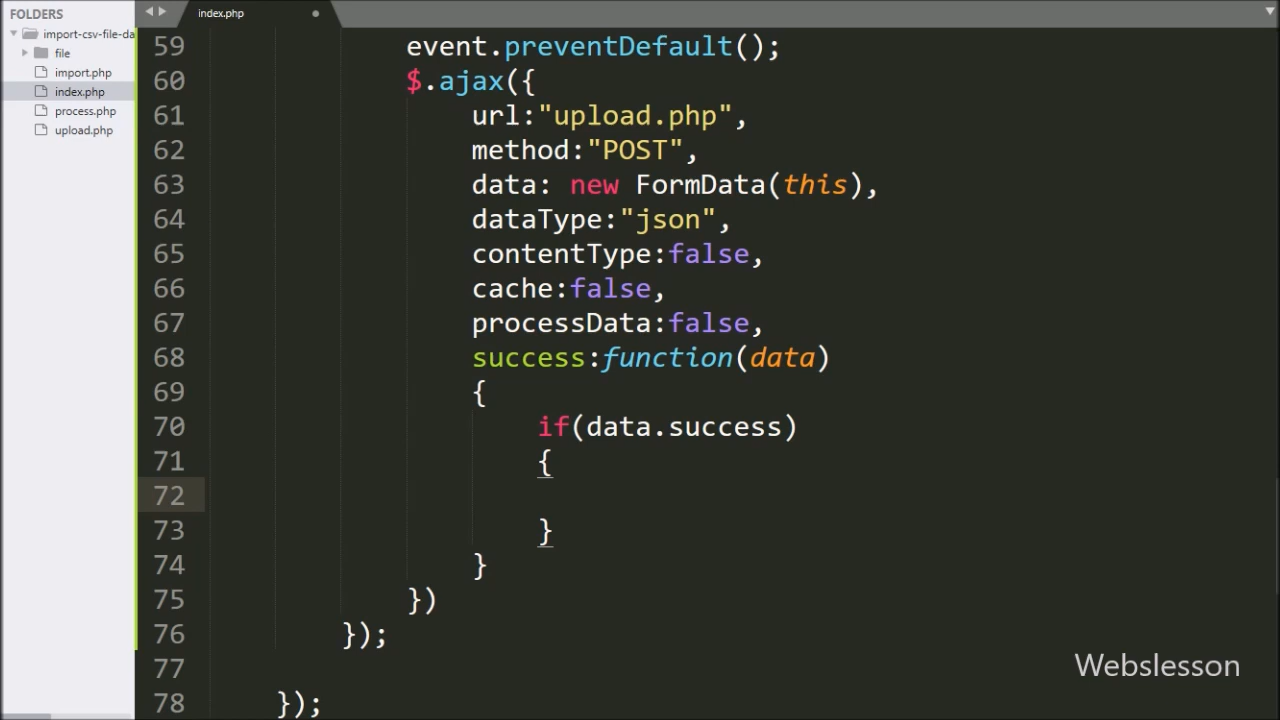 FOLDERS
import-csv-file-da
file
import.php
index.php
process.php
upload.php
index.php
59 event.preventDefault();
60 $.ajax({
61 url:"upload.php",
62 method:"POST",
63 data: new FormData(this),
64 dataType:"json",
65 contentType:false,
66 cache:false,
67 processData:false,
68 success:function(data)
69 {
70 if(data.success)
71 {
72
73 }
74 }
75 })
76 });
77
78 });
Webslesson